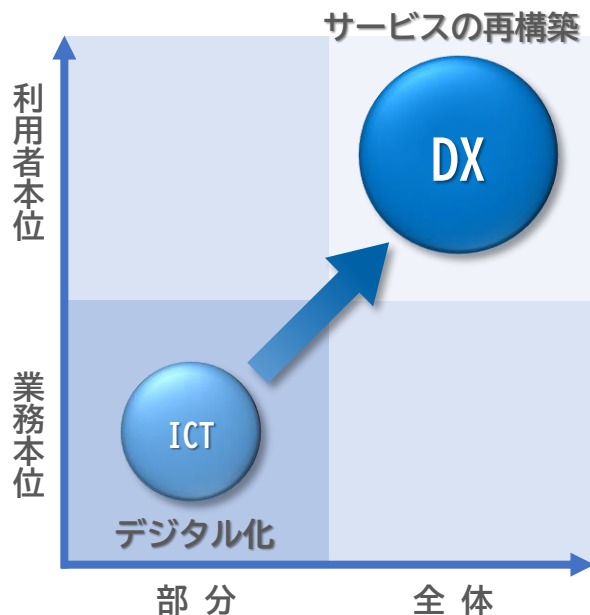 サービスの再構築
利用者本位
DX
業務本位
ICT
デジタル化
部分
全体